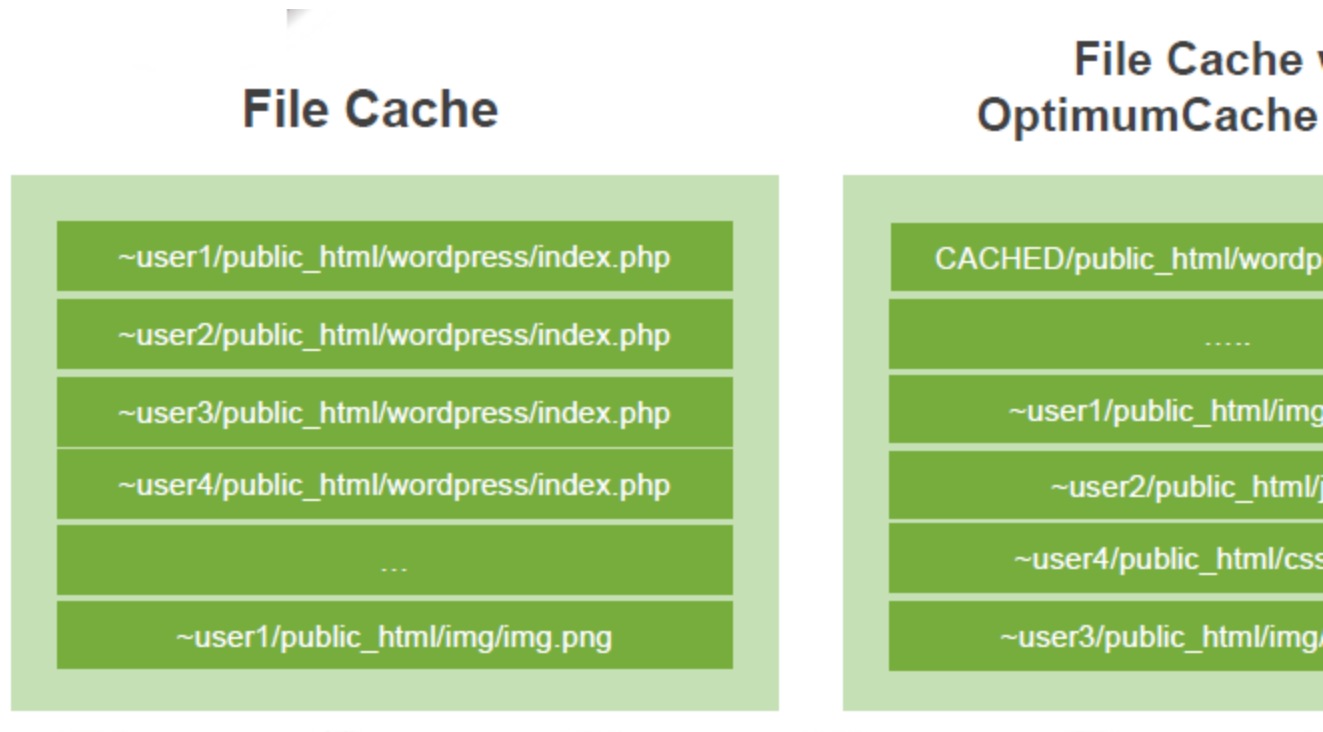 File Cache
~user1/public_html/wordpress/index.php
~user2/public_html/wordpress/index.php
~user3/public_html/wordpress/index.php
~user4/public_html/wordpress/index.php
...
~user1/public_html/img/img.png
File Cache
OptimumCache
CACHED/public_html/wordp
.....
~user1/public_html/img
~user2/public_html/
~user4/public_html/css
~user3/public_html/img/